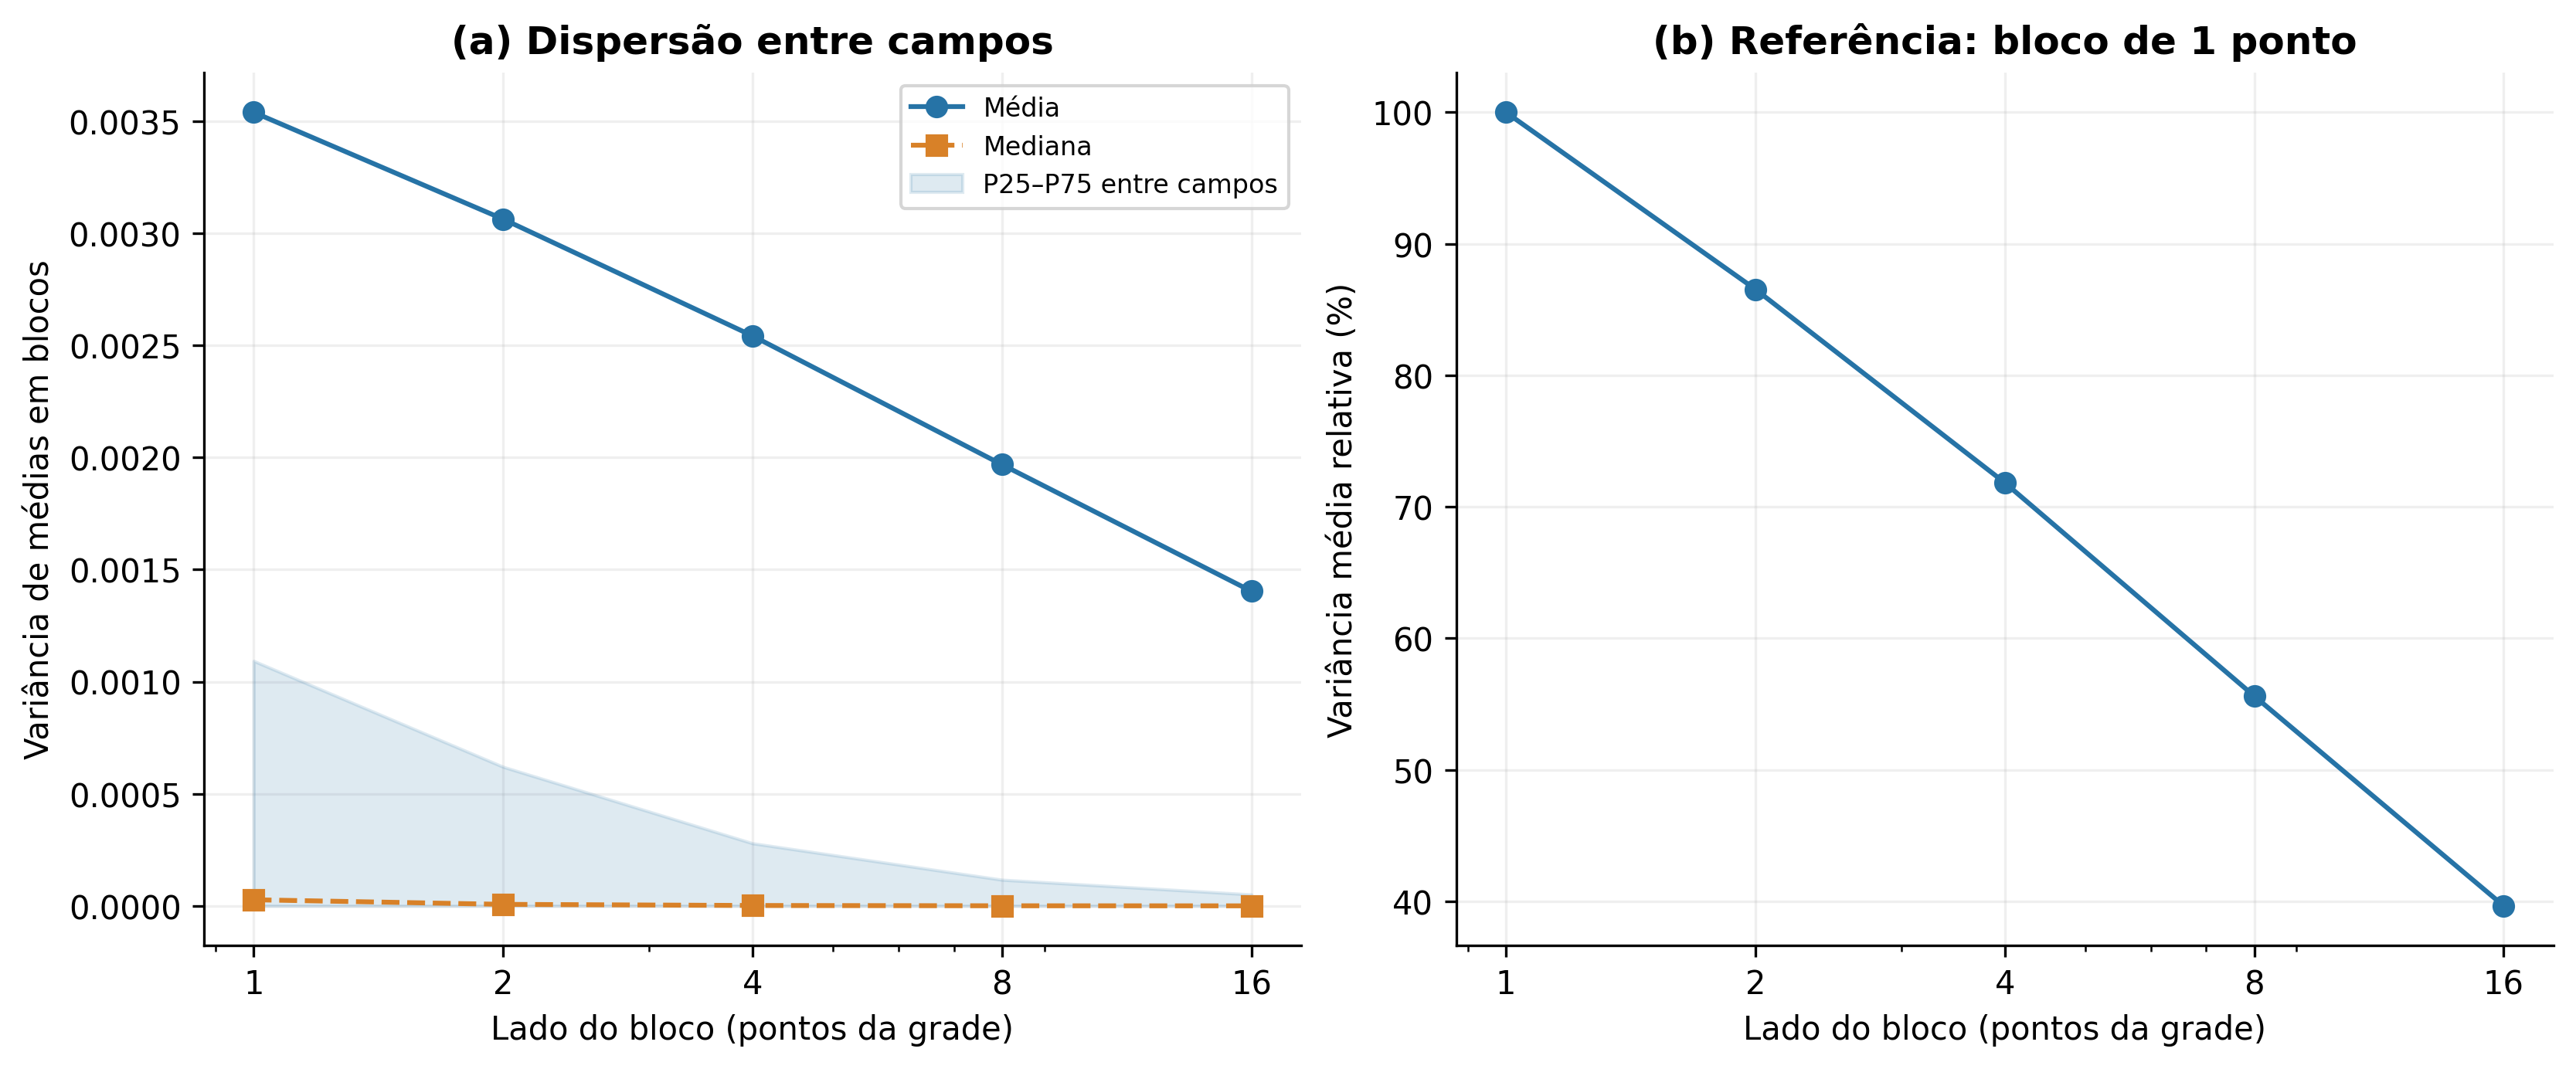 (a) Dispersão entre campos
Variância de médias em blocos
0.0035
0.0030
0.0025
0.0020
0.0015
0.0010
0.0005
0.0000
Média
Mediana
P25–P75 entre campos
1 2 4 8 16
Lado do bloco (pontos da grade)
(b) Referência: bloco de 1 ponto
Variância média relativa (%)
100
90
80
70
60
50
40
1 2 4 8 16
Lado do bloco (pontos da grade)